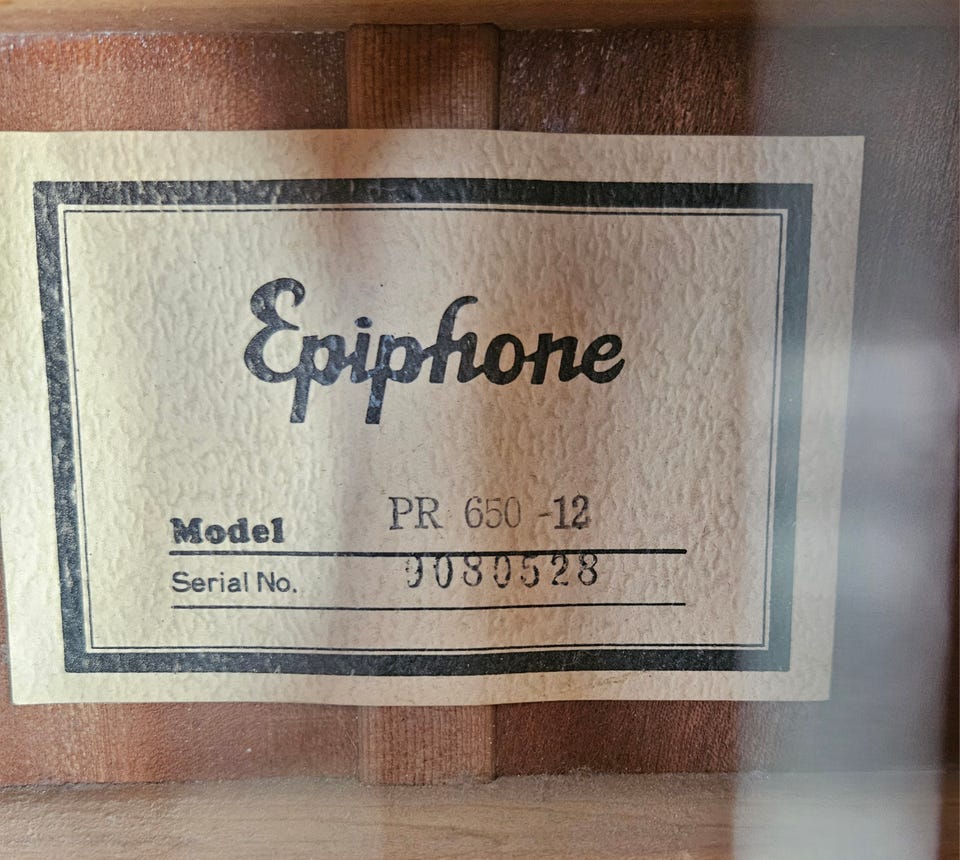 Epiphone
Model PR 650 -12
Serial No. 9080528